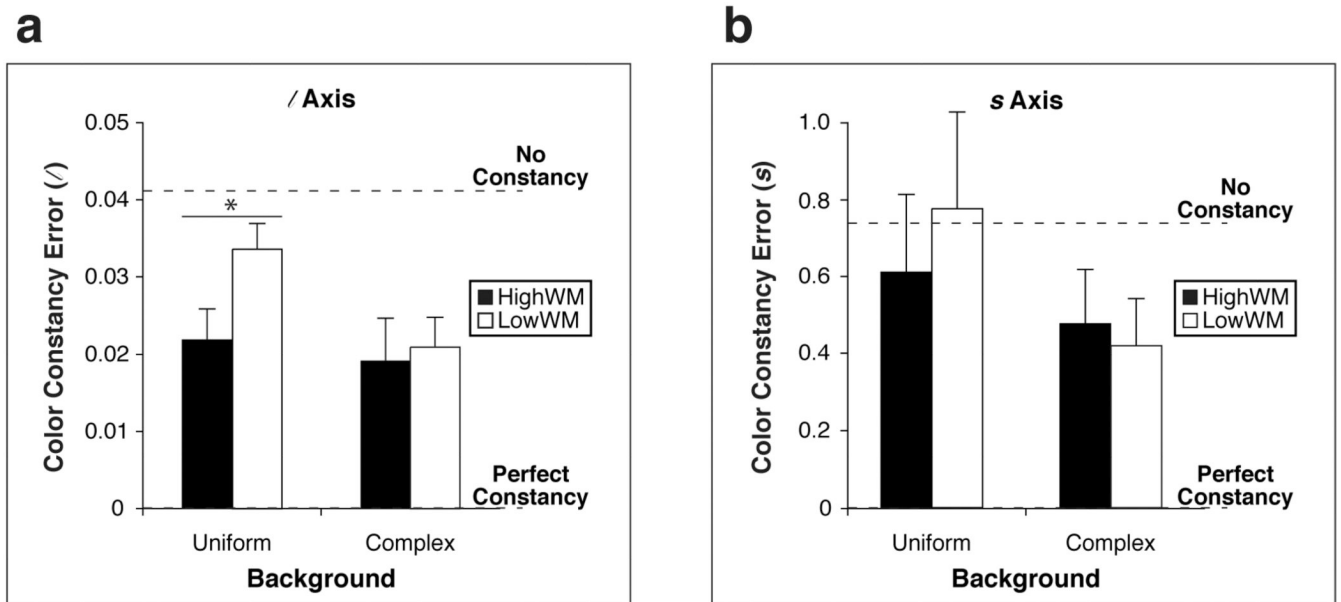 a
ℓ Axis
0.05
0.04
0.03
0.02
0.01
0
Color Constancy Error (ℓ)
No
Constancy
*
HighWM
LowWM
Perfect
Constancy
Uniform
Complex
Background
b
s Axis
1.0
0.8
0.6
0.4
0.2
0
Color Constancy Error (s)
No
Constancy
HighWM
LowWM
Perfect
Constancy
Uniform
Complex
Background